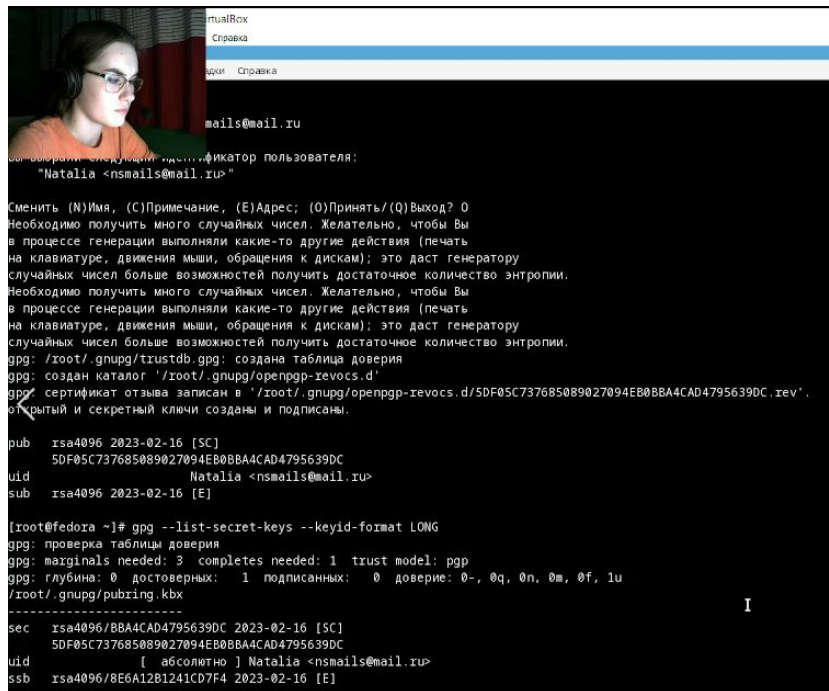 rtualBox
Справка
дки Справка
mails@mail.ru
Вы выбрали следующий идентификатор пользователя:
"Natalia <nsmails@mail.ru>"
Сменить (N)Имя, (C)Примечание, (E)Адрес; (O)Принять/(Q)Выход? O
Необходимо получить много случайных чисел. Желательно, чтобы Вы
в процессе генерации выполняли какие-то другие действия (печать
на клавиатуре, движения мыши, обращения к дискам); это даст генератору
случайных чисел больше возможностей получить достаточное количество энтропии.
Необходимо получить много случайных чисел. Желательно, чтобы Вы
в процессе генерации выполняли какие-то другие действия (печать
на клавиатуре, движения мыши, обращения к дискам); это даст генератору
случайных чисел больше возможностей получить достаточное количество энтропии.
gpg: /root/.gnupg/trustdb.gpg: создана таблица доверия
gpg: создан каталог '/root/.gnupg/openpgp-revocs.d'
gpg: сертификат отзыва записан в '/root/.gnupg/openpgp-revocs.d/5DF05C737685089027094EB0BBA4CAD4795639DC.rev'.
открытый и секретный ключи созданы и подписаны.
pub rsa4096 2023-02-16 [SC]
5DF05C737685089027094EB0BBA4CAD4795639DC
uid Natalia <nsmails@mail.ru>
sub rsa4096 2023-02-16 [E]
[root@fedora ~]# gpg --list-secret-keys --keyid-format LONG
gpg: проверка таблицы доверия
gpg: marginals needed: 3 completes needed: 1 trust model: pgp
gpg: глубина: 0 достоверных: 1 подписанных: 0 доверие: 0-, 0q, 0n, 0m, 0f, 1u
/root/.gnupg/pubring.kbx
------------------------
sec rsa4096/BBA4CAD4795639DC 2023-02-16 [SC]
5DF05C737685089027094EB0BBA4CAD4795639DC
uid [ абсолютно ] Natalia <nsmails@mail.ru>
ssb rsa4096/8E6A12B1241CD7F4 2023-02-16 [E]